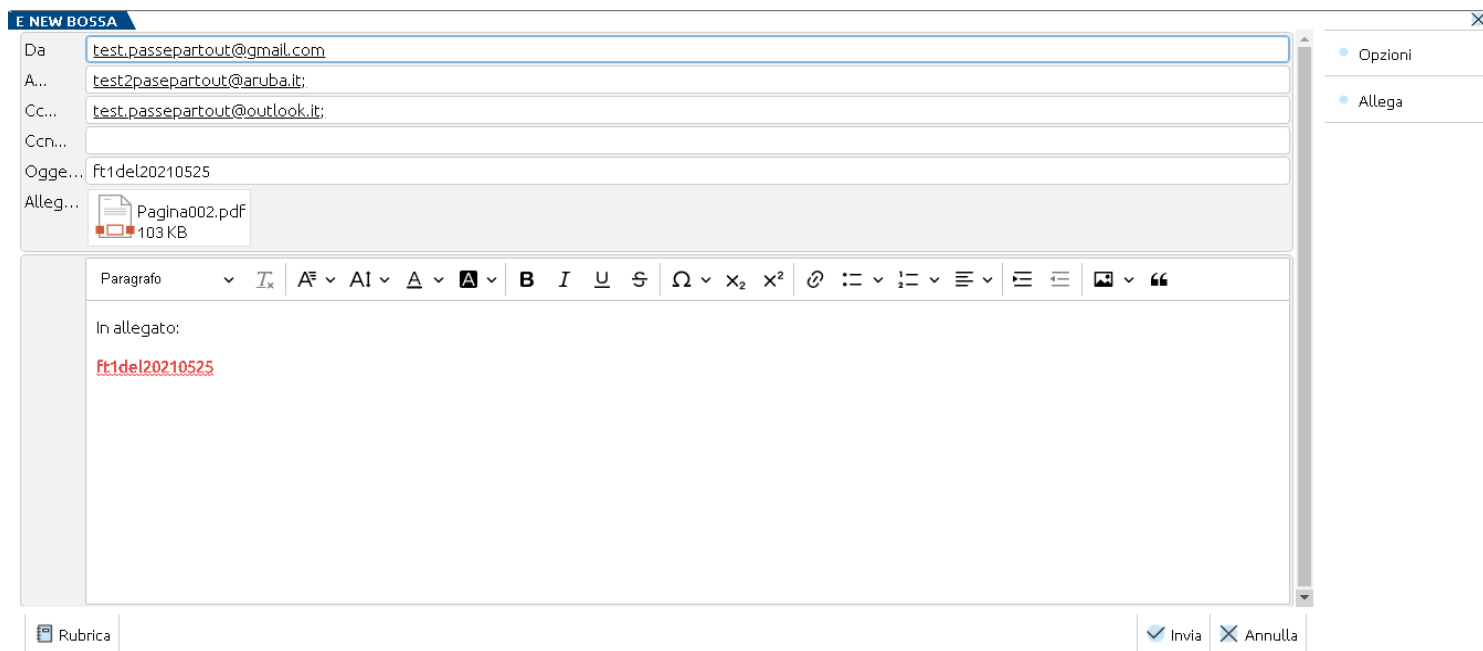 E NEW BOSSA
Da test.passepartout@gmail.com
A... test2pasepartout@aruba.it;
Cc... test.passepartout@outlook.it;
Ccn...
Ogge... ft1del20210525
Alleg... Pagina002.pdf
103 KB
Opzioni
Allega
Paragrafo
In allegato:
ft1del20210525
Rubrica
Invia
Annulla